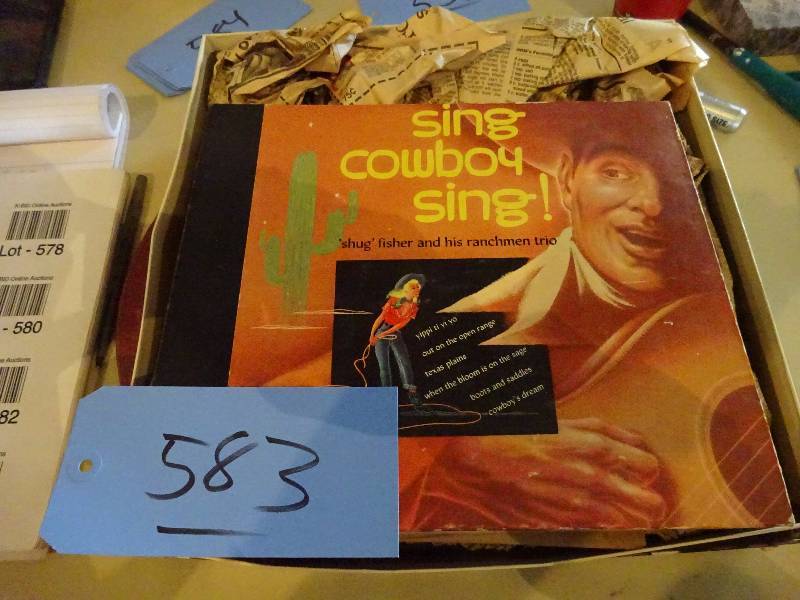 sing
cowboy
sing!
'shug' fisher and his ranchmen trio
yippi ti yi yo
out on the open range
texas plains
when the bloom is on the sage
boots and saddles
cowboy's dream
583
Lot - 578
- 580
82